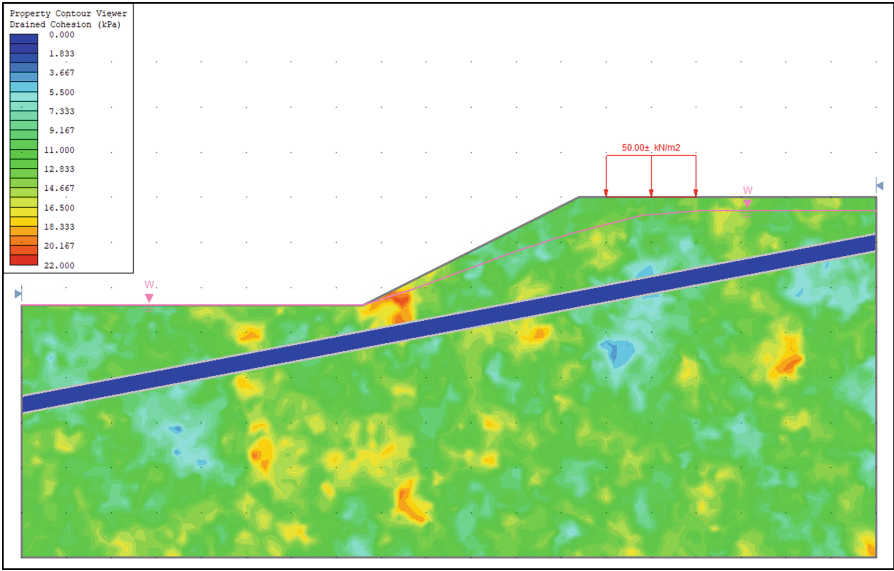 Property Contour Viewer
Drained Cohesion (kPa)
0.000
1.833
3.667
5.500
7.333
9.167
11.000
12.833
14.667
16.500
18.333
20.167
22.000
50.00± kN/m2
W
W